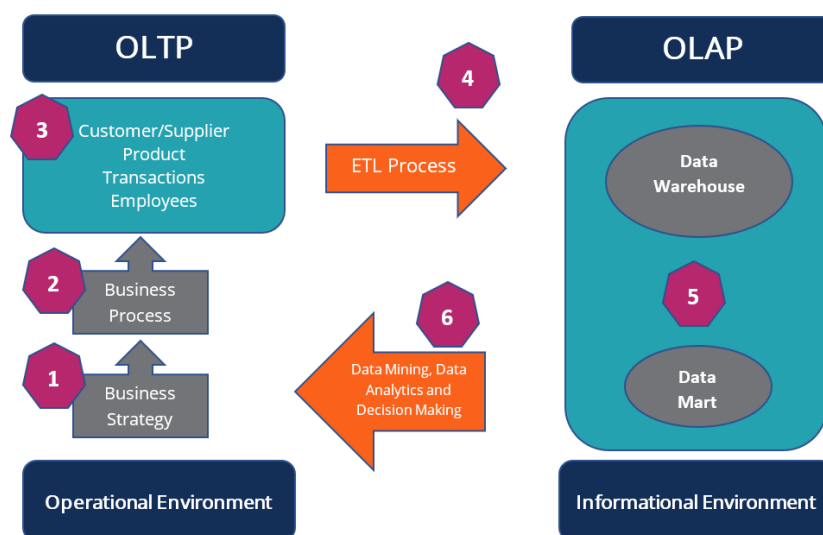 OLTP
OLAP
4
3
Customer/Supplier
Product
Transactions
Employees
ETL Process
Data
Warehouse
2
Business
Process
5
6
1
Business
Strategy
Data Mining, Data
Analytics and
Decision Making
Data
Mart
Operational Environment
Informational Environment